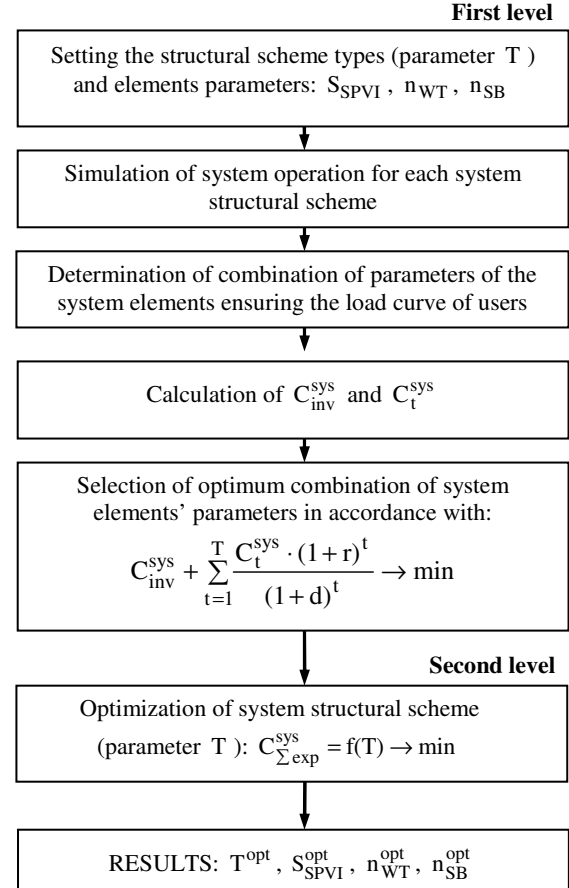 First level
Setting the structural scheme types (parameter T )
and elements parameters: S_SPVI , n_WT , n_SB
Simulation of system operation for each system
structural scheme
Determination of combination of parameters of the
system elements ensuring the load curve of users
Calculation of C_inv^sys and C_t^sys
Selection of optimum combination of system
elements’ parameters in accordance with:
C_inv^sys + ∑_{t=1}^{T} \frac{C_t^sys · (1 + r)^t}{(1 + d)^t} → min
Second level
Optimization of system structural scheme
(parameter T ): C_{∑ exp}^sys = f(T) → min
RESULTS: T^opt , S_SPVI^opt , n_WT^opt , n_SB^opt